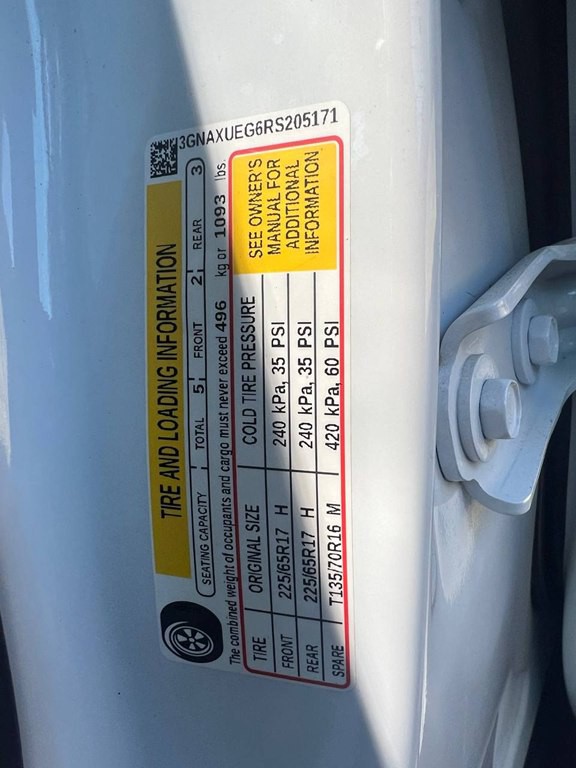 3GNAXUEG6RS205171
TIRE AND LOADING INFORMATION
SEATING CAPACITY TOTAL 5 FRONT 2 REAR 3
The combined weight of occupants and cargo must never exceed 496 kg or 1093 lbs.
TIRE ORIGINAL SIZE COLD TIRE PRESSURE
FRONT 225/65R17 H 240 kPa, 35 PSI
REAR 225/65R17 H 240 kPa, 35 PSI
SPARE T135/70R16 M 420 kPa, 60 PSI
SEE OWNER'S
MANUAL FOR
ADDITIONAL
INFORMATION